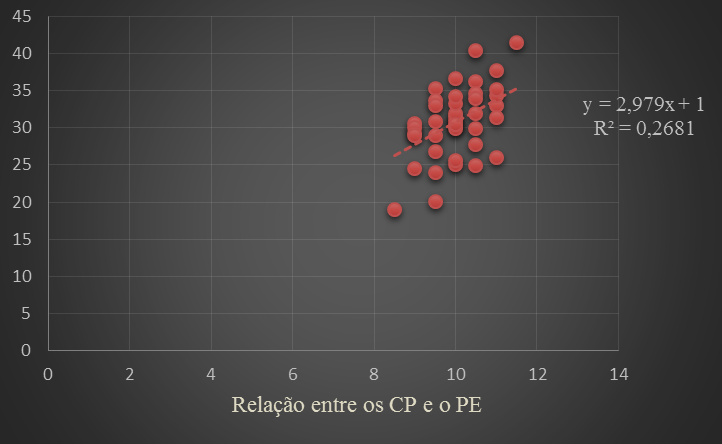 45
40
35
30
25
20
15
10
5
0
y = 2,979x + 1
R² = 0,2681
0 2 4 6 8 10 12 14
Relação entre os CP e o PE